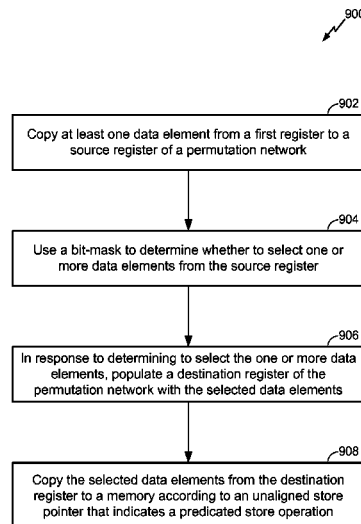 900
902
Copy at least one data element from a first register to a
source register of a permutation network
904
Use a bit-mask to determine whether to select one or
more data elements from the source register
906
In response to determining to select the one or more data
elements, populate a destination register of the
permutation network with the selected data elements
908
Copy the selected data elements from the destination
register to a memory according to an unaligned store
pointer that indicates a predicated store operation